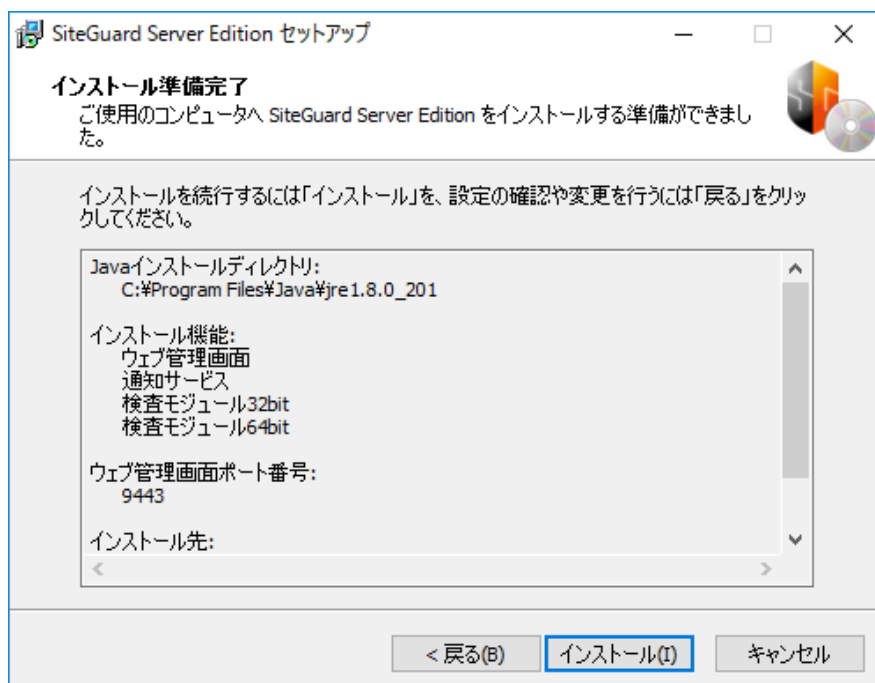 SiteGuard Server Edition セットアップ
インストール準備完了
ご使用のコンピュータへ SiteGuard Server Edition をインストールする準備ができまし
た。
インストールを続行するには「インストール」を、設定の確認や変更を行うには「戻る」をクリッ
クしてください。
Javaインストールディレクトリ:
C:¥Program Files¥Java¥jre1.8.0_201
インストール機能:
ウェブ管理画面
通知サービス
検査モジュール32bit
検査モジュール64bit
ウェブ管理画面ポート番号:
9443
インストール先:
< 戻る(B)
インストール(I)
キャンセル